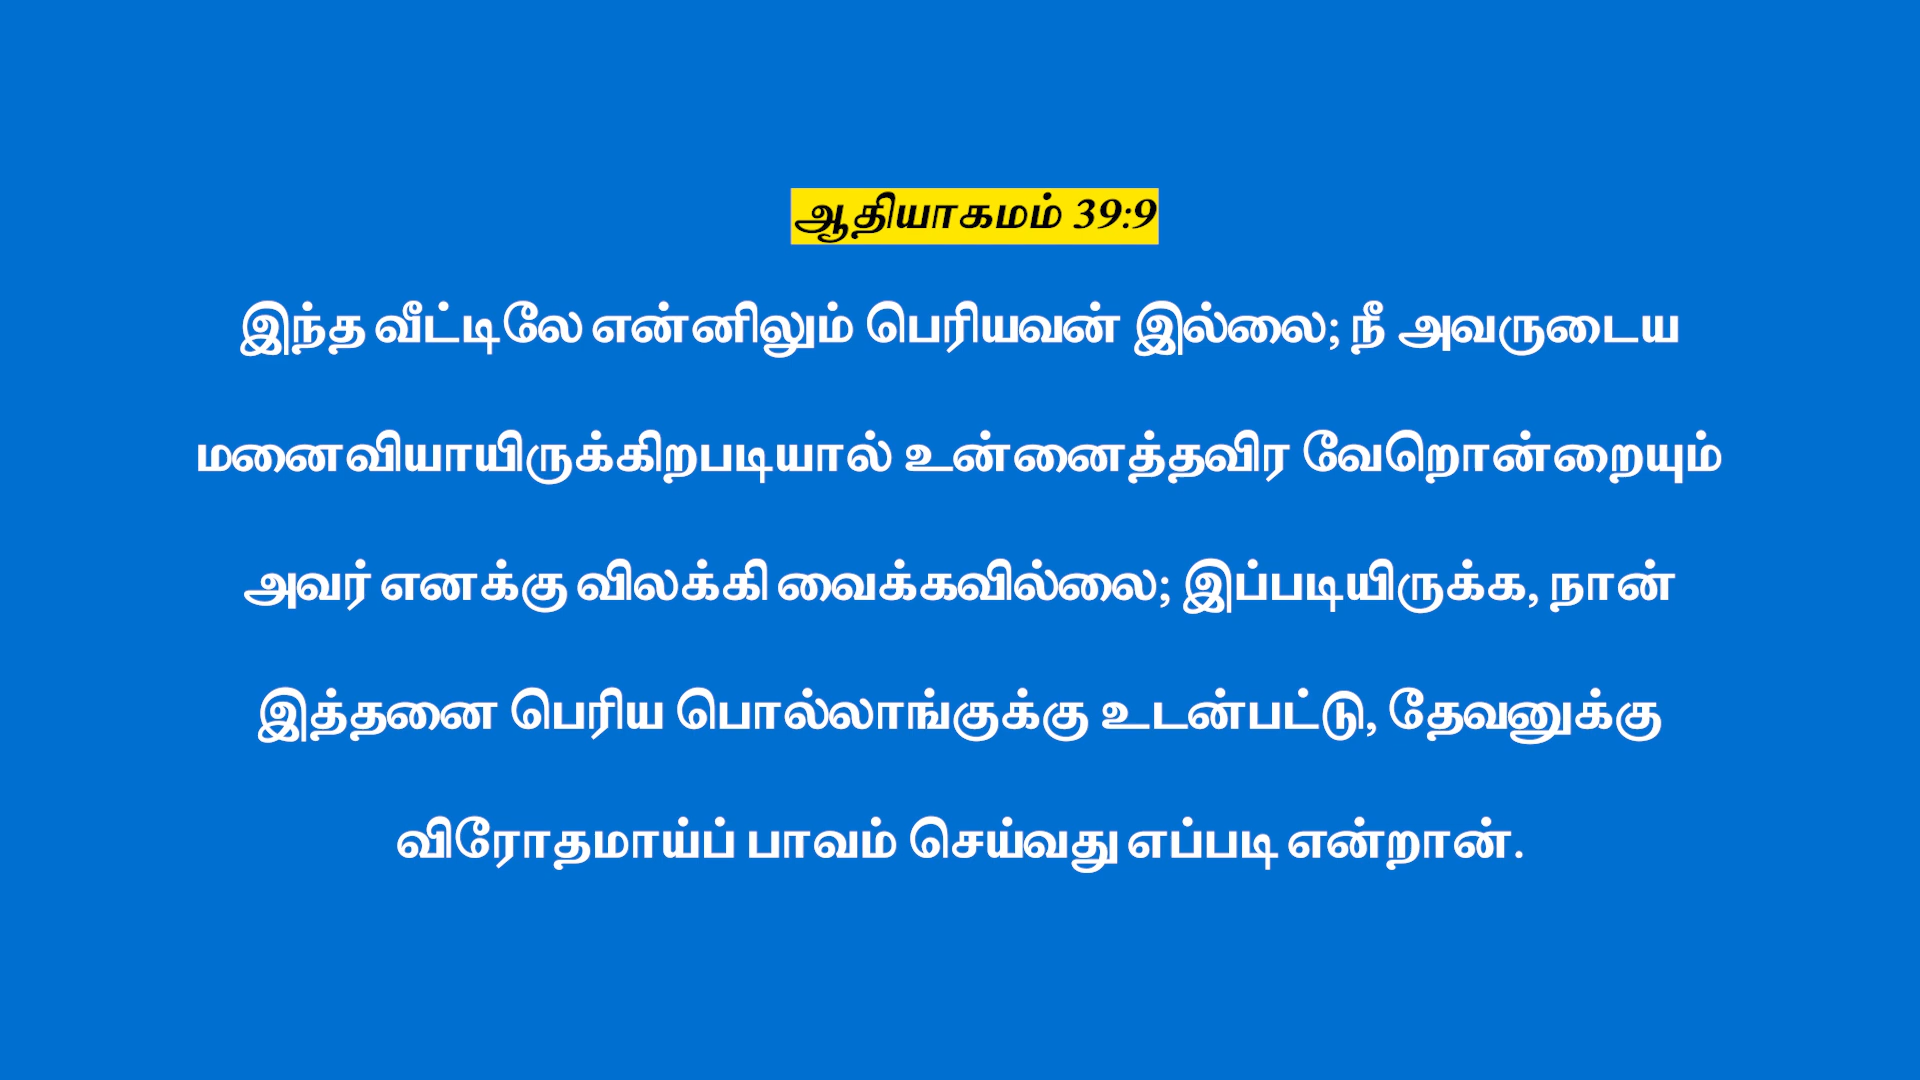 ஆதியாகமம் 39:9
இந்த வீட்டிலே என்னிலும் பெரியவன் இல்லை; நீ அவருடைய
மனைவியாயிருக்கிறபடியால் உன்னைத்தவிர வேறொன்றையும்
அவர் எனக்கு விலக்கி வைக்கவில்லை; இப்படியிருக்க, நான்
இத்தனை பெரிய பொல்லாங்குக்கு உடன்பட்டு, தேவனுக்கு
விரோதமாய்ப் பாவம் செய்வது எப்படி என்றான்.